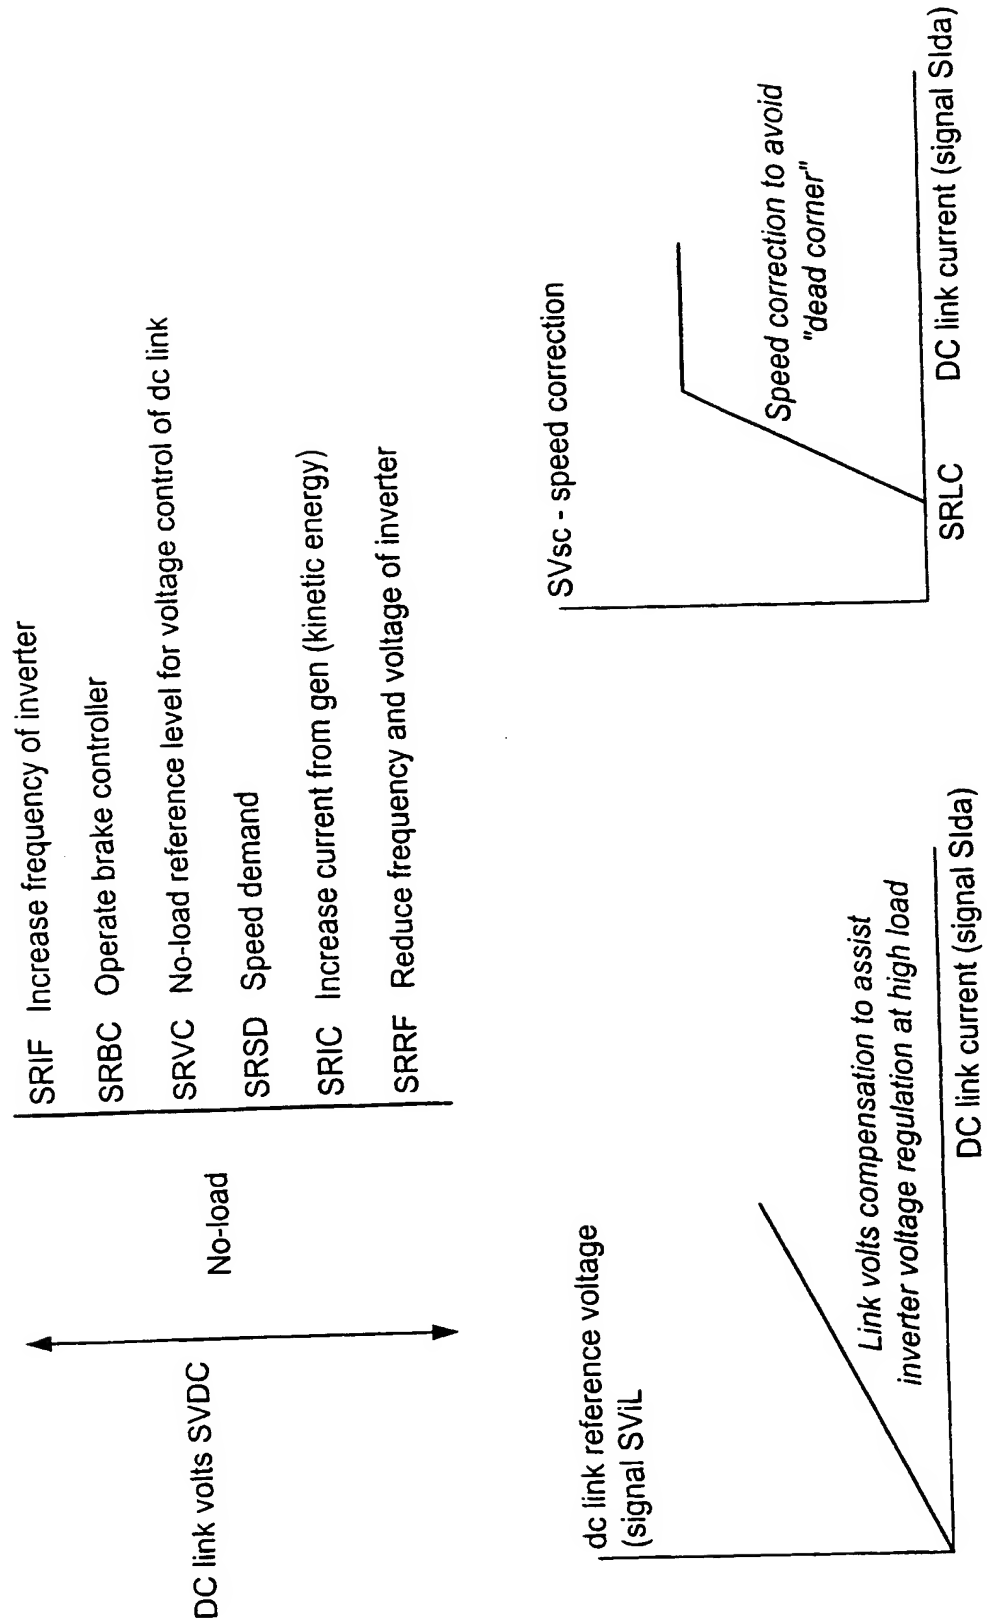 DC link volts SVDC
No-load
SRIF Increase frequency of inverter
SRBC Operate brake controller
SRVC No-load reference level for voltage control of dc link
SRSD Speed demand
SRIC Increase current from gen (kinetic energy)
SRRF Reduce frequency and voltage of inverter
dc link reference voltage
(signal SViL
Link volts compensation to assist
inverter voltage regulation at high load
DC link current (signal SIda)
SVsc - speed correction
Speed correction to avoid
"dead corner"
SRLC
DC link current (signal SIda)